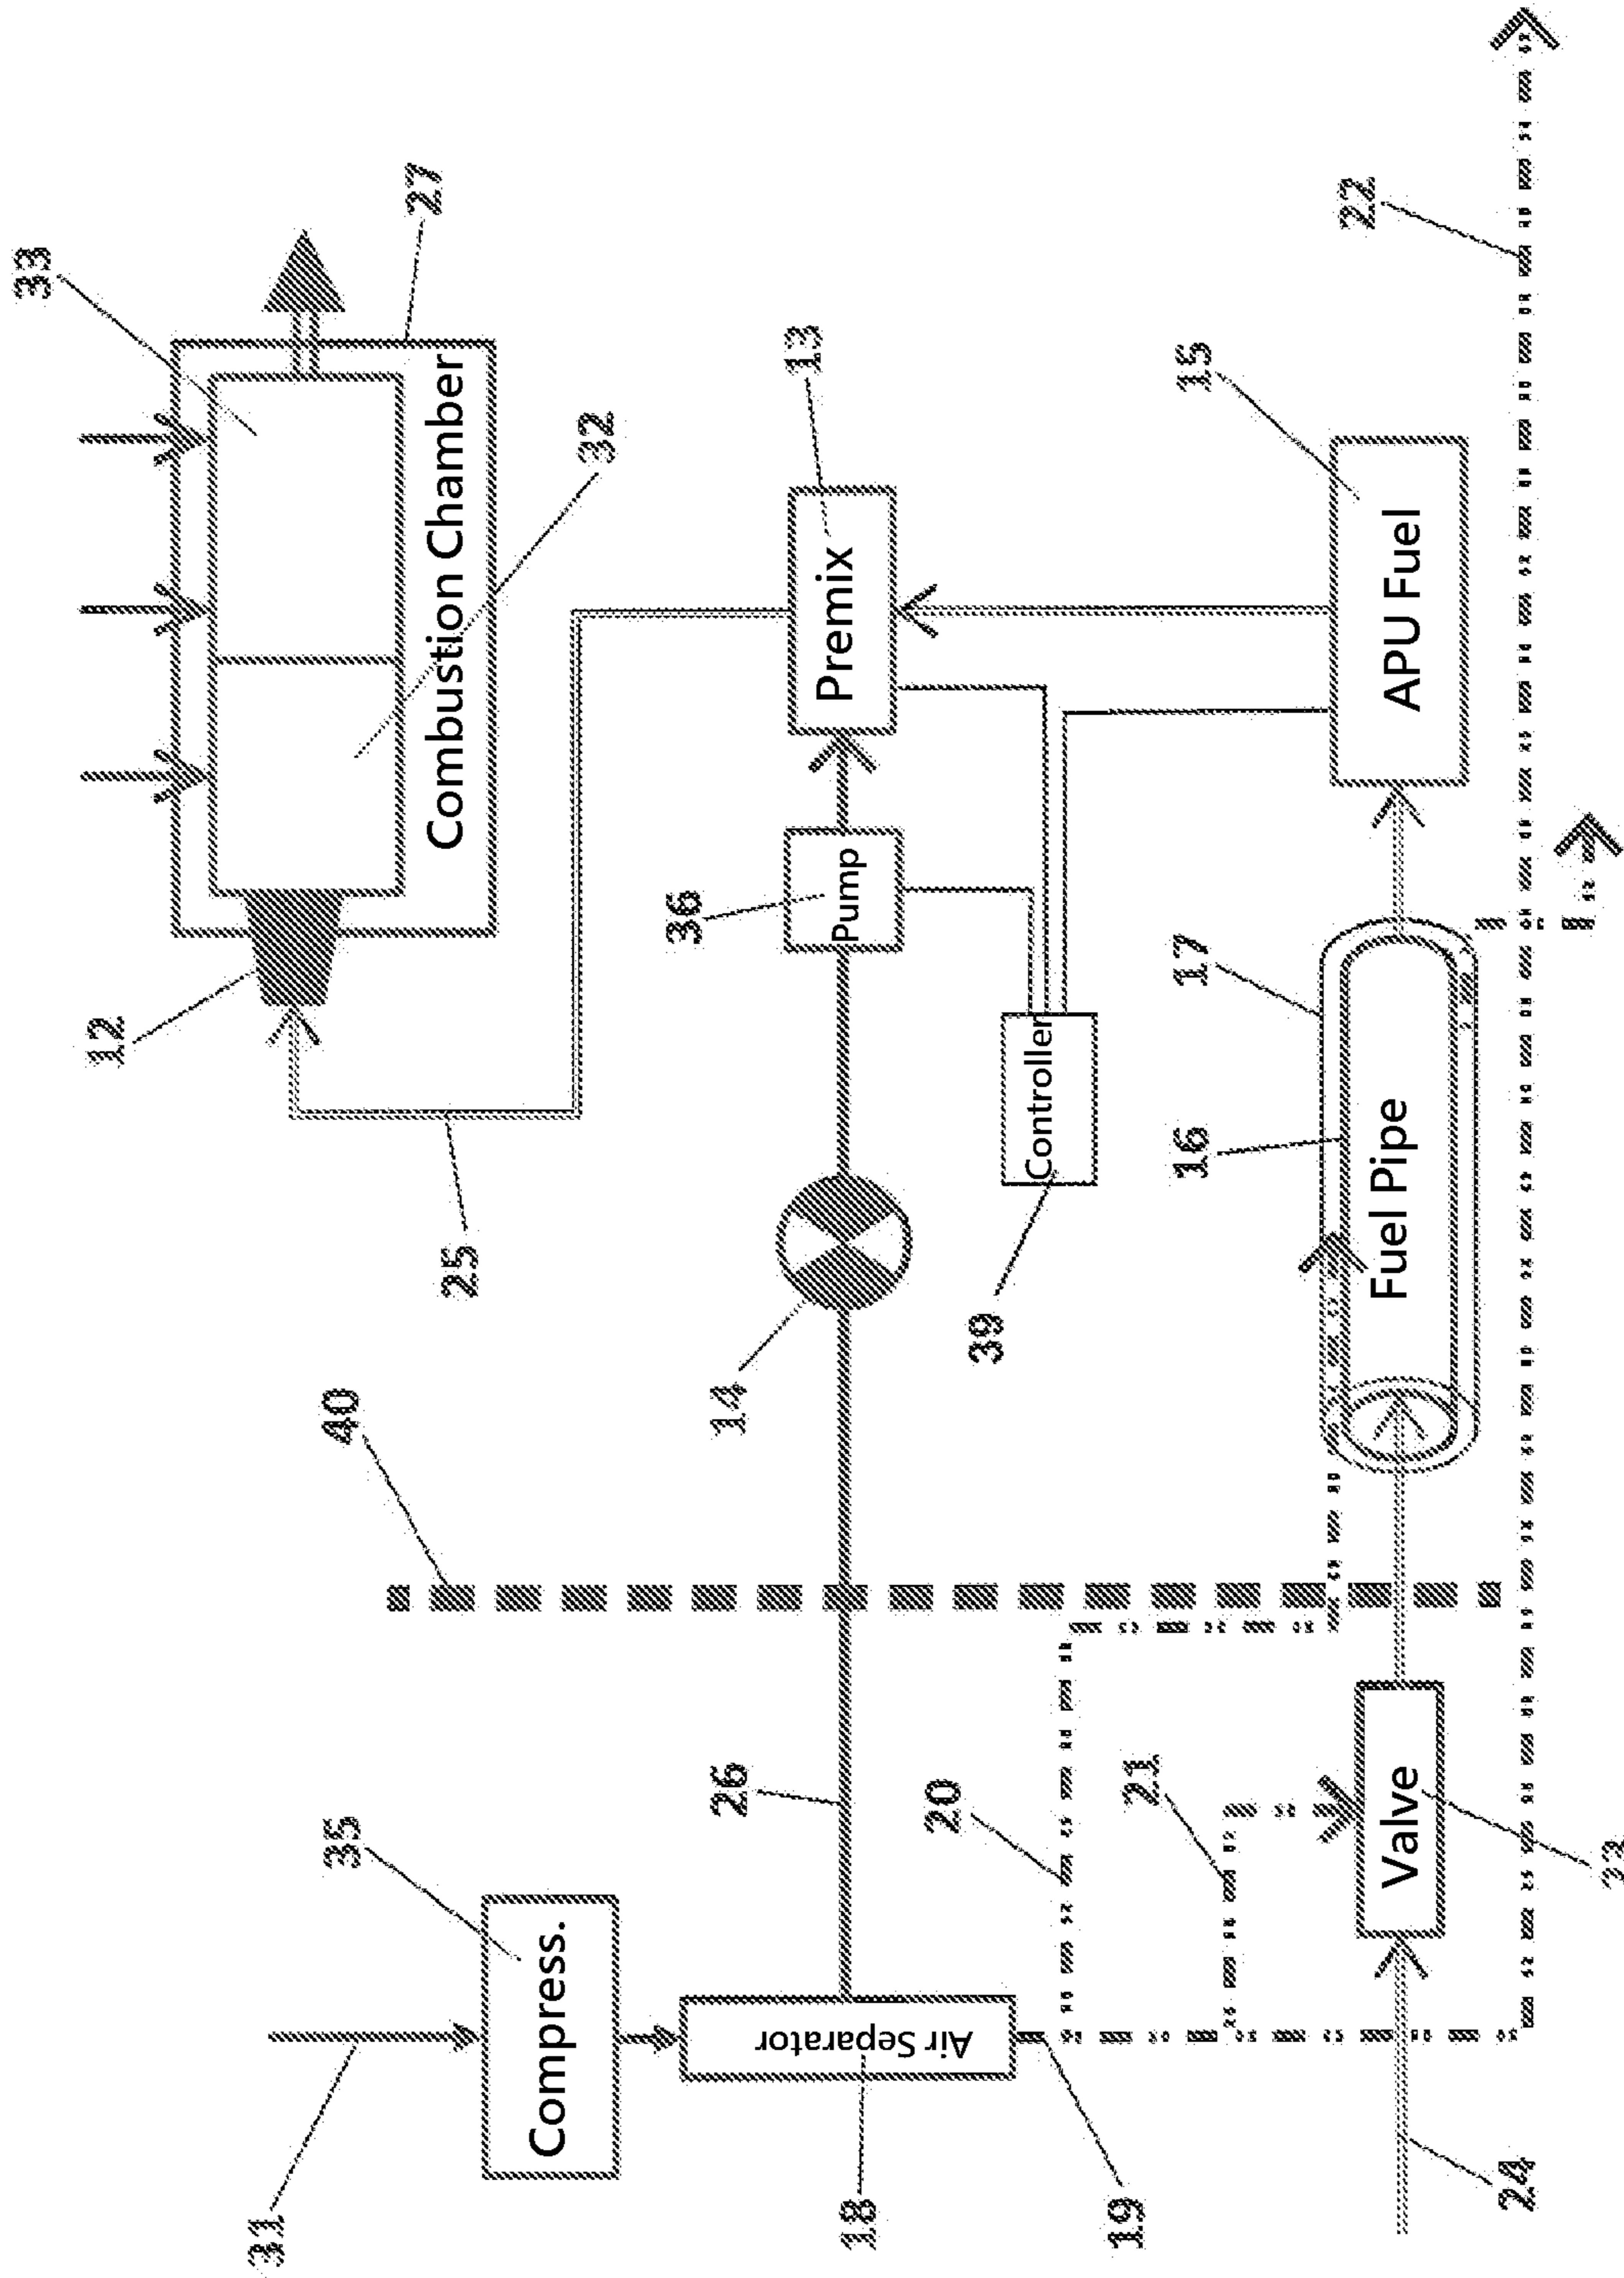 33
12
31
35
40
27
Combustion Chamber
25
Compress.
32
36
26
14
13
Pump
Premix
18
Air Separator
20
39
Controller
19
21
16
17
15
22
Valve
Fuel Pipe
APU Fuel
24
23